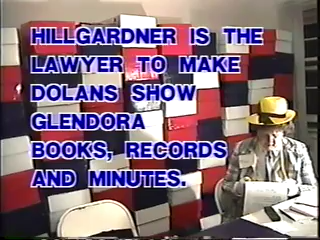 HILLGARDNER IS THE
LAWYER TO MAKE
DOLANS SHOW
GLENDORA
BOOKS, RECORDS
AND MINUTES.